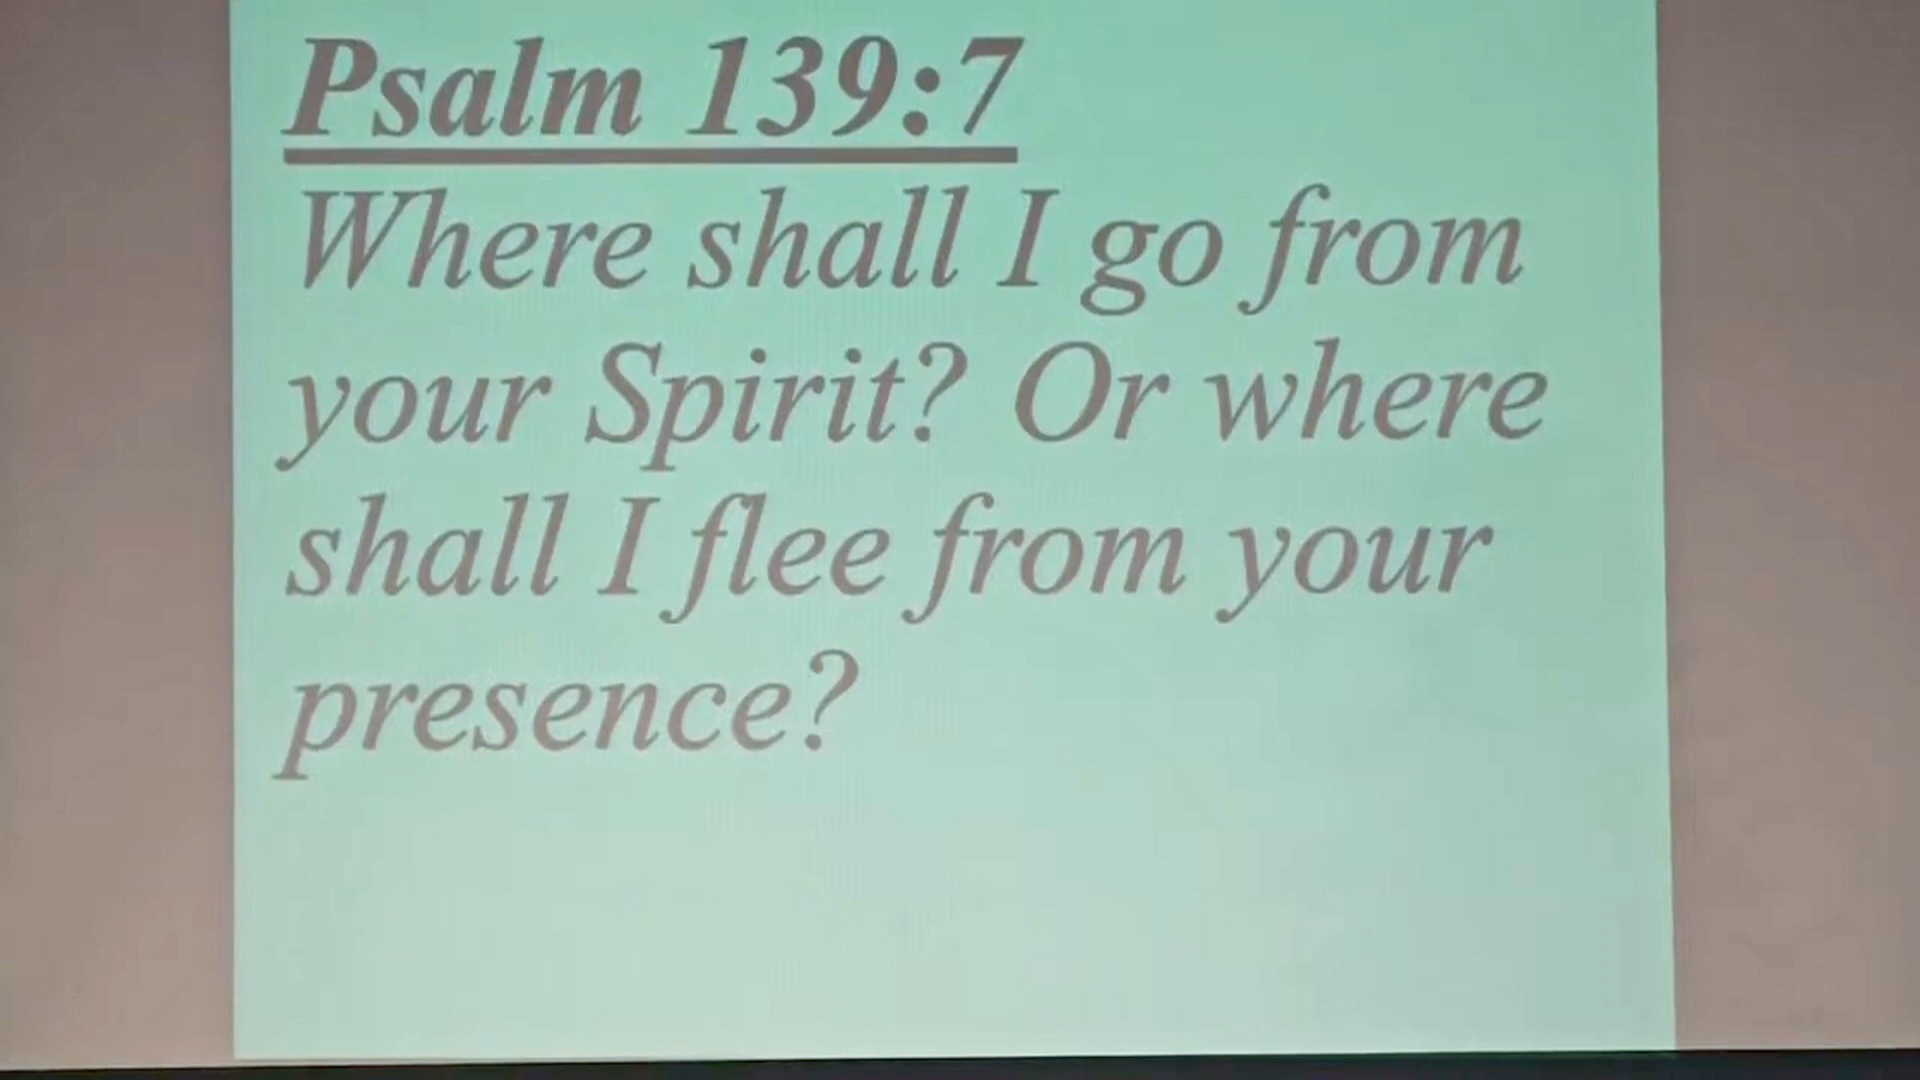 Psalm 139:7
Where shall I go from
your Spirit? Or where
shall I flee from your
presence?